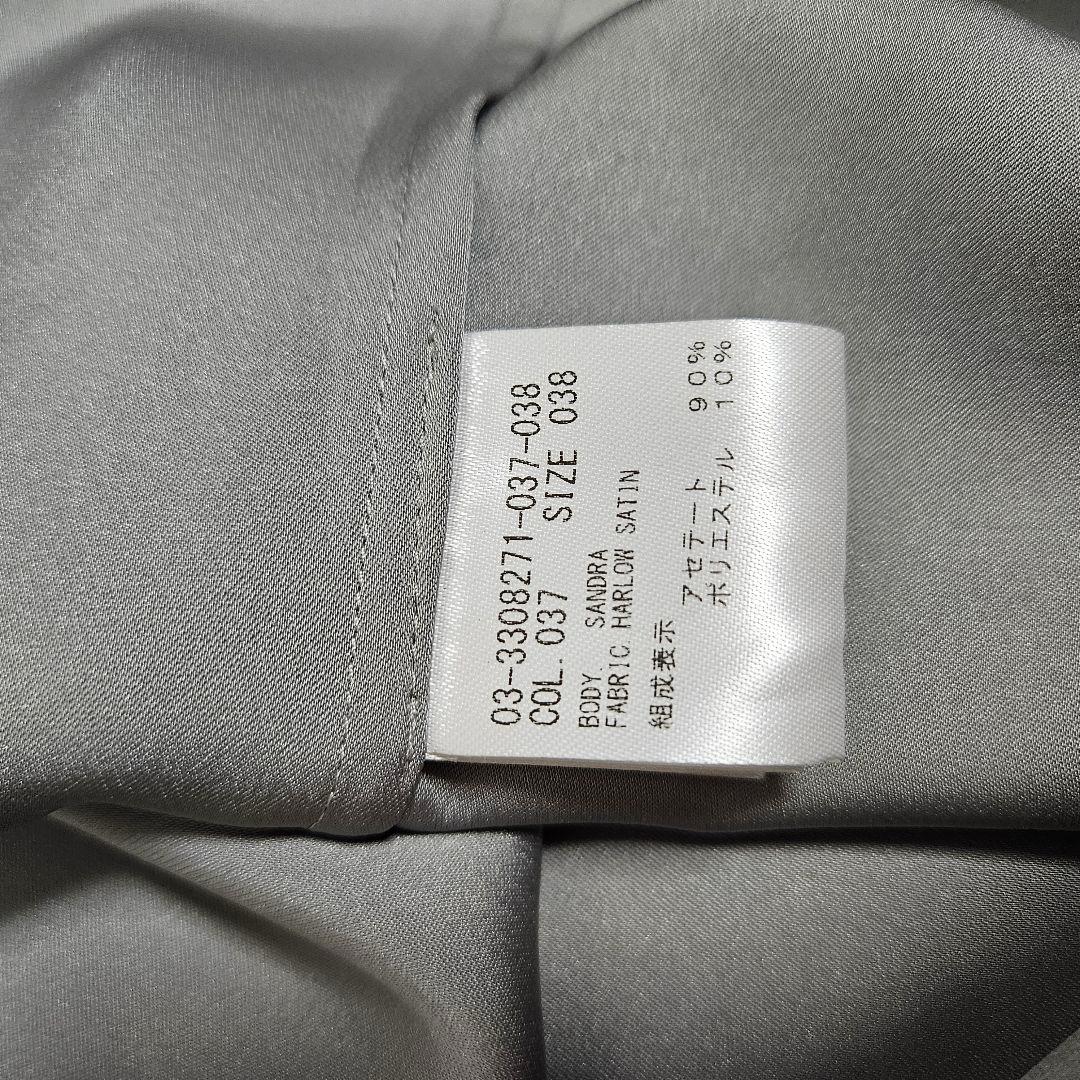 03-3308271-037-038
COL.037 SIZE 038
BODY. SANDRA
FABRIC.HARLOW SATIN
組成表示
アセテート 90%
ポリエステル 10%